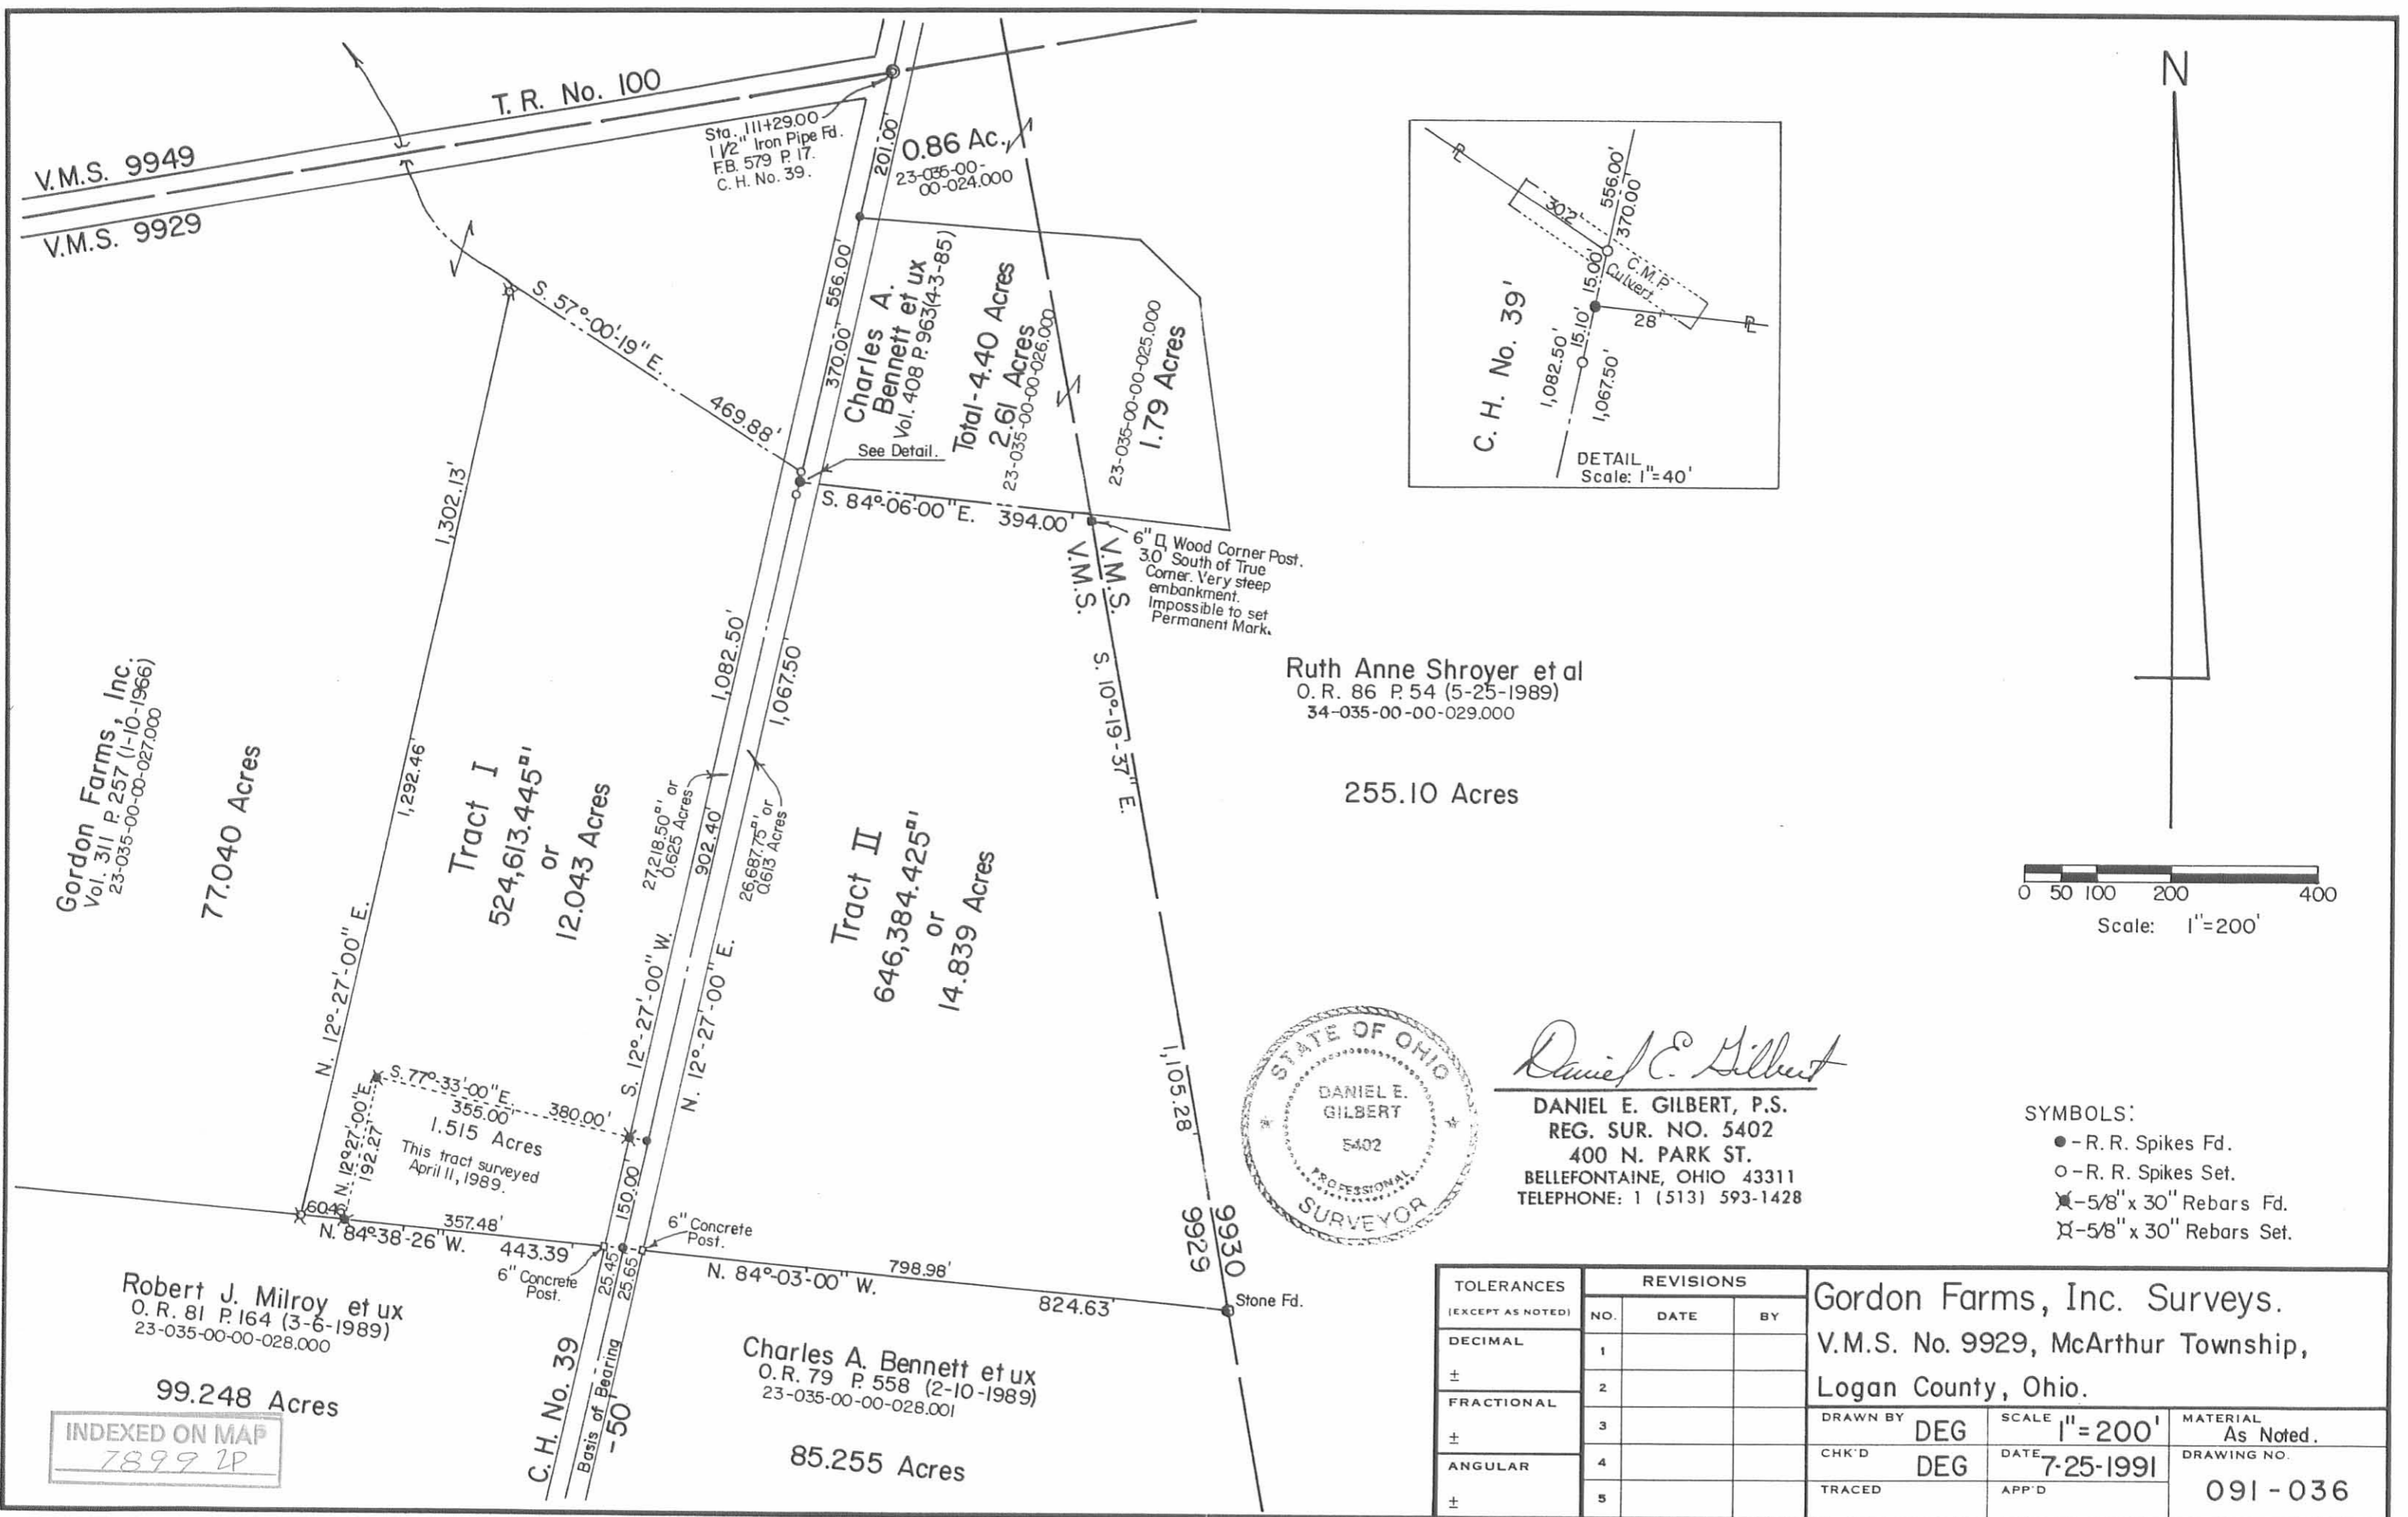 T. R. No. 100
V.M.S. 9949
V.M.S. 9929
Sta. 111+29.00
1 1/2" Iron Pipe Fd.
F.B. 579 P. 17.
C. H. No. 39.
201.00'
0.86 Ac.
23-035-00-
00-024.000
S. 57°-00'-19" E.
469.88'
556.00'
370.00'
Charles A.
Bennett et ux
Vol. 408 P. 963(4-3-85)
Total-4.40 Acres
2.61 Acres
23-035-00-00-026.000
23-035-00-00-025.000
1.79 Acres
See Detail.
S. 84°-06'-00" E. 394.00'
6" ⏍ Wood Corner Post.
3.0' South of True
Corner. Very steep
embankment.
Impossible to set
Permanent Mark.
V.M.S.
V.M.S.
S. 10°-19'-37" E.
1,105.28'
9929
9930
Stone Fd.
30.2'
556.00'
370.00'
C.M.P.
Culvert
15.00'
15.10'
28'
1,082.50'
1,067.50'
C. H. No. 39'
DETAIL
Scale: 1"=40'
N
Ruth Anne Shroyer et al
O. R. 86 P. 54 (5-25-1989)
34-035-00-00-029.000
255.10 Acres
0 50 100 200 400
Scale: 1"=200'
Gordon Farms, Inc.
Vol. 311 P. 257 (1-10-1966)
23-035-00-00-027.000
77.040 Acres
1,302.13'
1,292.46'
N. 12°-27'-00" E.
Tract I
524,613.445□'
or
12.043 Acres
1,082.50'
1,067.50'
27,218.50□' or
0.625 Acres
902.40'
26,687.75□' or
0.613 Acres
S. 12°-27'-00" W.
N. 12°-27'-00" E.
Tract II
646,384.425□'
or
14.839 Acres
S. 77°-33'-00" E.
355.00'
380.00'
N. 12°27'-00" E.
192.27'
1.515 Acres
This tract surveyed
April 11, 1989.
150.00'
60.46'
357.48'
N. 84°-38'-26" W.
443.39'
6" Concrete
Post.
25.45'
25.65'
6" Concrete
Post.
N. 84°-03'-00" W.
798.98'
824.63'
Robert J. Milroy et ux
O. R. 81 P. 164 (3-6-1989)
23-035-00-00-028.000
99.248 Acres
INDEXED ON MAP
7899 2P
C. H. No. 39
Basis of Bearing
-50'
Charles A. Bennett et ux
O. R. 79 P. 558 (2-10-1989)
23-035-00-00-028.001
85.255 Acres
STATE OF OHIO
DANIEL E.
GILBERT
5402
PROFESSIONAL
SURVEYOR
Daniel E. Gilbert
DANIEL E. GILBERT, P.S.
REG. SUR. NO. 5402
400 N. PARK ST.
BELLEFONTAINE, OHIO 43311
TELEPHONE: 1 (513) 593-1428
SYMBOLS:
●-R. R. Spikes Fd.
○-R. R. Spikes Set.
-5/8" x 30" Rebars Fd.
-5/8" x 30" Rebars Set.
TOLERANCES
(EXCEPT AS NOTED)
DECIMAL
±
FRACTIONAL
±
ANGULAR
±
REVISIONS
NO. DATE BY
1
2
3
4
5
Gordon Farms, Inc. Surveys.
V.M.S. No. 9929, McArthur Township,
Logan County, Ohio.
DRAWN BY DEG
SCALE 1"=200'
MATERIAL As Noted.
CHK'D DEG
DATE 7-25-1991
DRAWING NO.
091-036
TRACED
APP'D